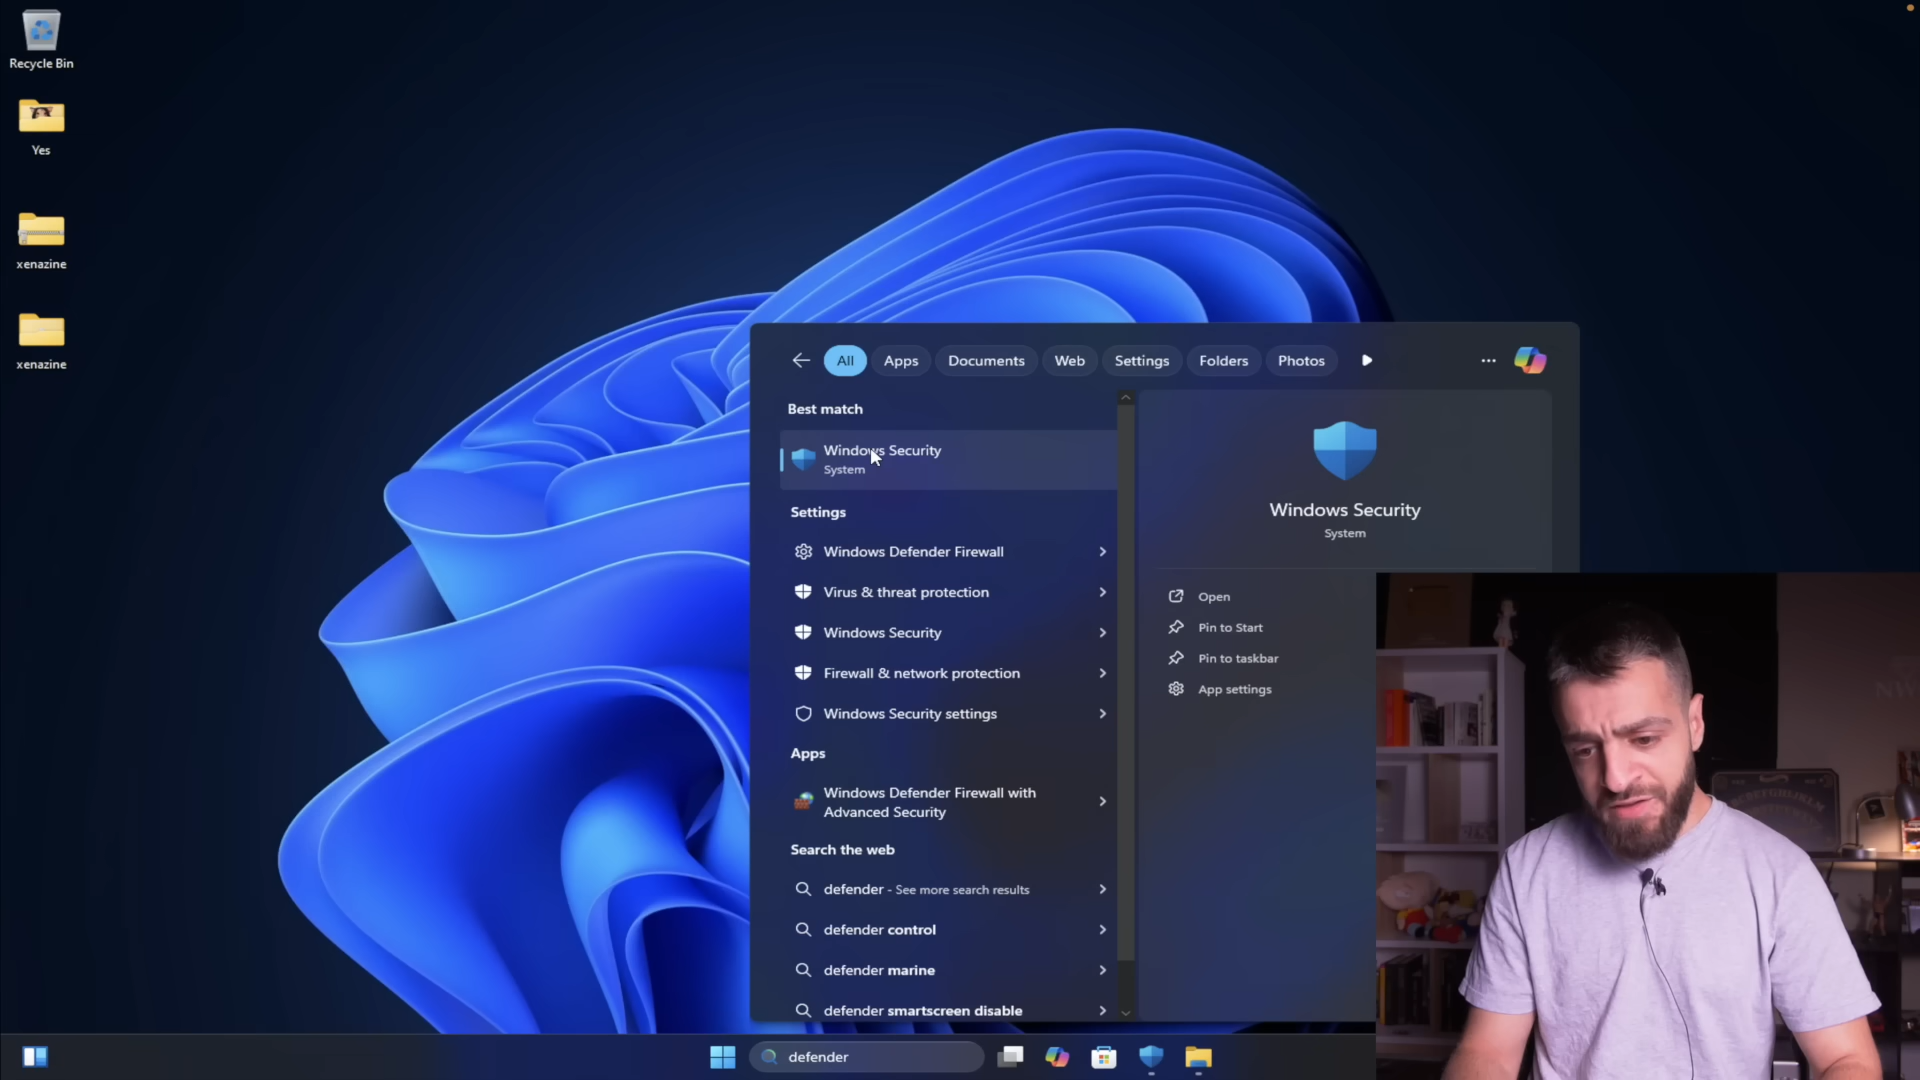 Recycle Bin
Yes
xenazine
xenazine
All
Apps
Documents
Web
Settings
Folders
Photos
Best match
Windows Security
System
Settings
Windows Defender Firewall
Virus & threat protection
Windows Security
Firewall & network protection
Windows Security settings
Apps
Windows Defender Firewall with
Advanced Security
Search the web
defender - See more search results
defender control
defender marine
defender smartscreen disable
Windows Security
System
Open
Pin to Start
Pin to taskbar
App settings
defender